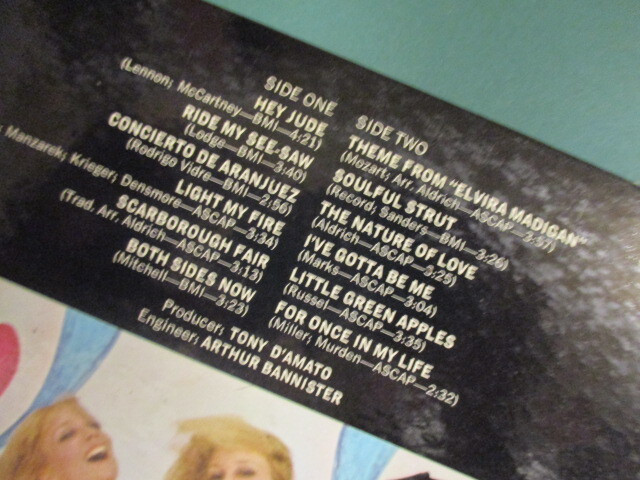 SIDE ONE
HEY JUDE
(Lennon; McCartney—BMI—4:21)
RIDE MY SEE-SAW
(Lodge—BMI—3:40)
CONCIERTO DE ARANJUEZ
(Rodrigo Vidre—BMI—2:56)
LIGHT MY FIRE
Manzarek; Krieger; Densmore—ASCAP—3:34)
SCARBOROUGH FAIR
(Trad. Arr. Aldrich—ASCAP—3:13)
BOTH SIDES NOW
(Mitchell—BMI—3:23)
SIDE TWO
THEME FROM "ELVIRA MADIGAN"
(Mozart; Arr. Aldrich—ASCAP—3:57)
SOULFUL STRUT
(Record; Sanders—BMI—3:26)
THE NATURE OF LOVE
(Aldrich—ASCAP—3:25)
I'VE GOTTA BE ME
(Marks—ASCAP—3:04)
LITTLE GREEN APPLES
(Russel—ASCAP—3:35)
FOR ONCE IN MY LIFE
(Miller; Murden—ASCAP—2:32)
Producer: TONY D'AMATO
Engineer: ARTHUR BANNISTER